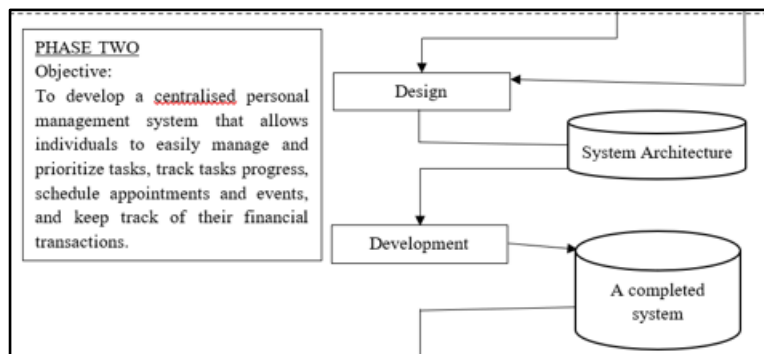 PHASE TWO
Objective:
To develop a centralised personal
management system that allows
individuals to easily manage and
prioritize tasks, track tasks progress,
schedule appointments and events,
and keep track of their financial
transactions.
Design
System Architecture
Development
A completed
system